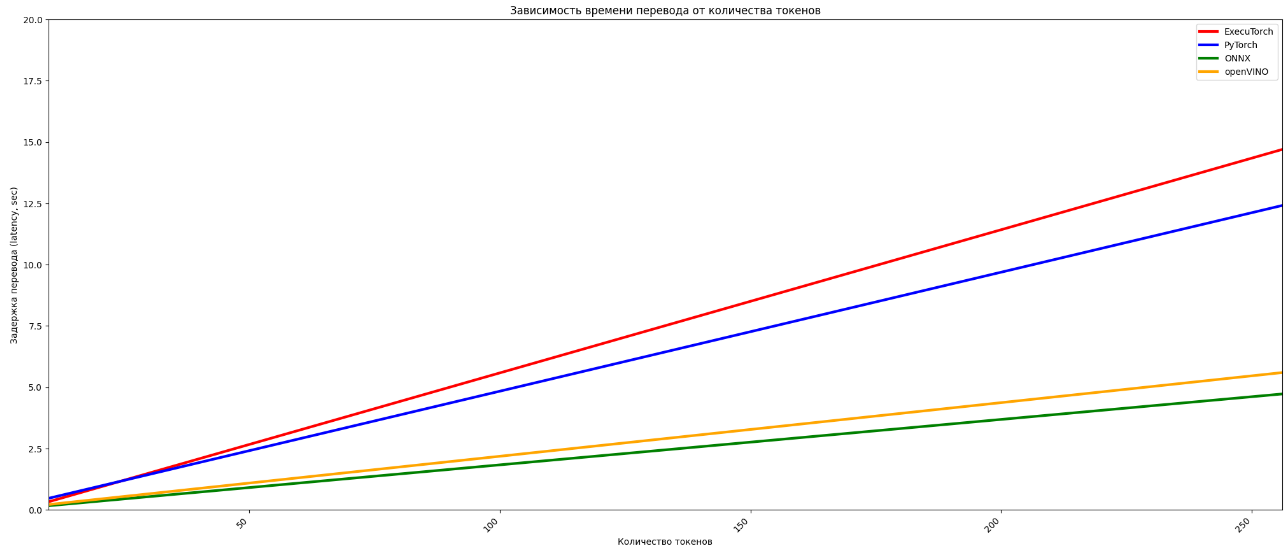 Зависимость времени перевода от количества токенов
ExecuTorch
PyTorch
ONNX
openVINO
Задержка перевода (latency, sec)
20.0
17.5
15.0
12.5
10.0
7.5
5.0
2.5
0.0
50
100
150
200
250
Количество токенов